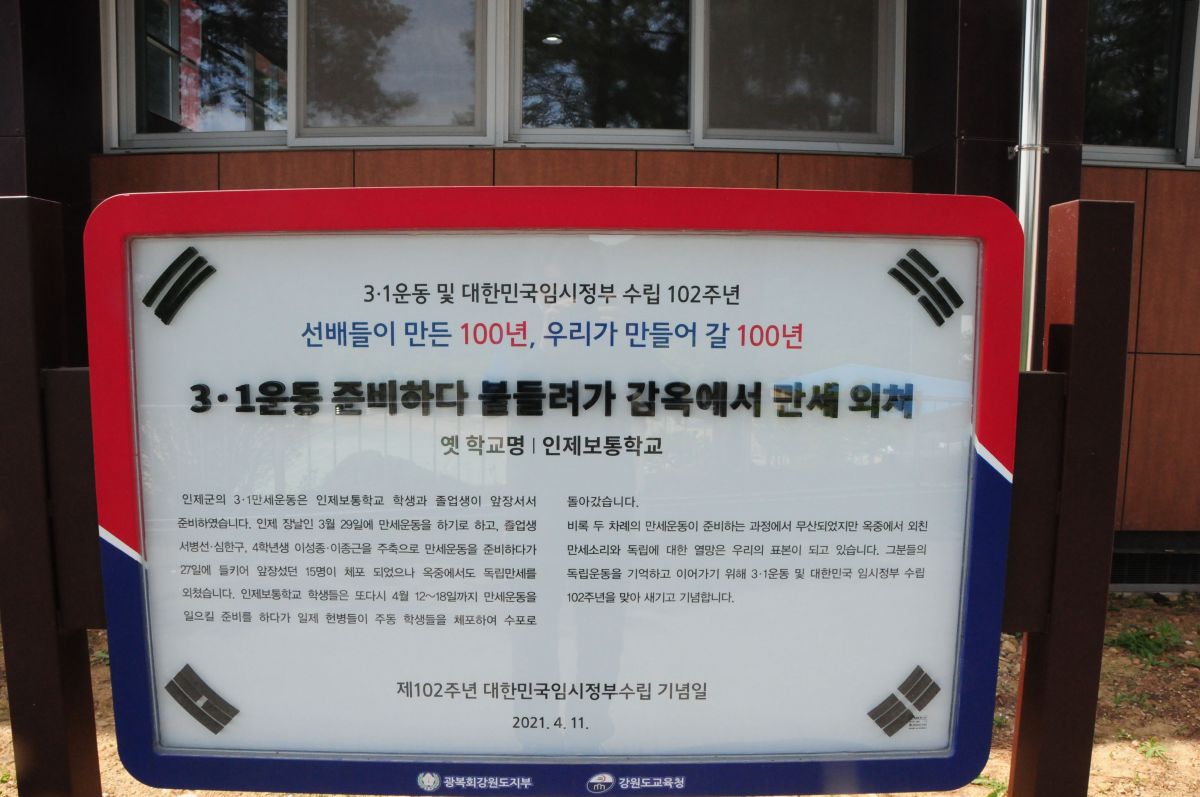 3·1운동 및 대한민국임시정부 수립 102주년
선배들이 만든 100년, 우리가 만들어 갈 100년
3·1운동 준비하다 붙들려가 감옥에서 만세 외쳐
옛 학교명 | 인제보통학교
인제군의 3·1만세운동은 인제보통학교 학생과 졸업생이 앞장서서
준비하였습니다. 인제 장날인 3월 29일에 만세운동을 하기로 하고, 졸업생
서병선·심한구, 4학년생 이성종·이종근을 주축으로 만세운동을 준비하다가
27일에 들키어 앞장섰던 15명이 체포 되었으나 옥중에서도 독립만세를
외쳤습니다. 인제보통학교 학생들은 또다시 4월 12~18일까지 만세운동을
일으킬 준비를 하다가 일제 헌병들이 주동 학생들을 체포하여 수포로
돌아갔습니다.
비록 두 차례의 만세운동이 준비하는 과정에서 무산되었지만 옥중에서 외친
만세소리와 독립에 대한 열망은 우리의 표본이 되고 있습니다. 그분들의
독립운동을 기억하고 이어가기 위해 3·1운동 및 대한민국 임시정부 수립
102주년을 맞아 새기고 기념합니다.
제102주년 대한민국임시정부수립 기념일
2021. 4. 11.
광복회강원도지부 강원도교육청